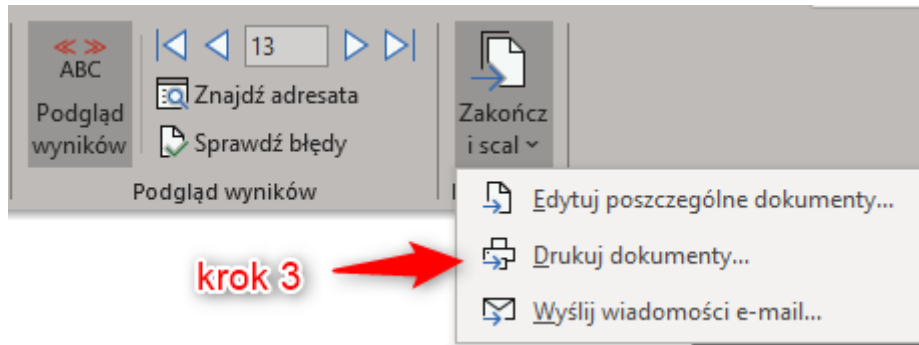 ABC
Podgląd
wyników
13
Znajdź adresata
Sprawdź błędy
Podgląd wyników
Zakończ
i scal
Edytuj poszczególne dokumenty...
Drukuj dokumenty...
Wyślij wiadomości e-mail...
krok 3